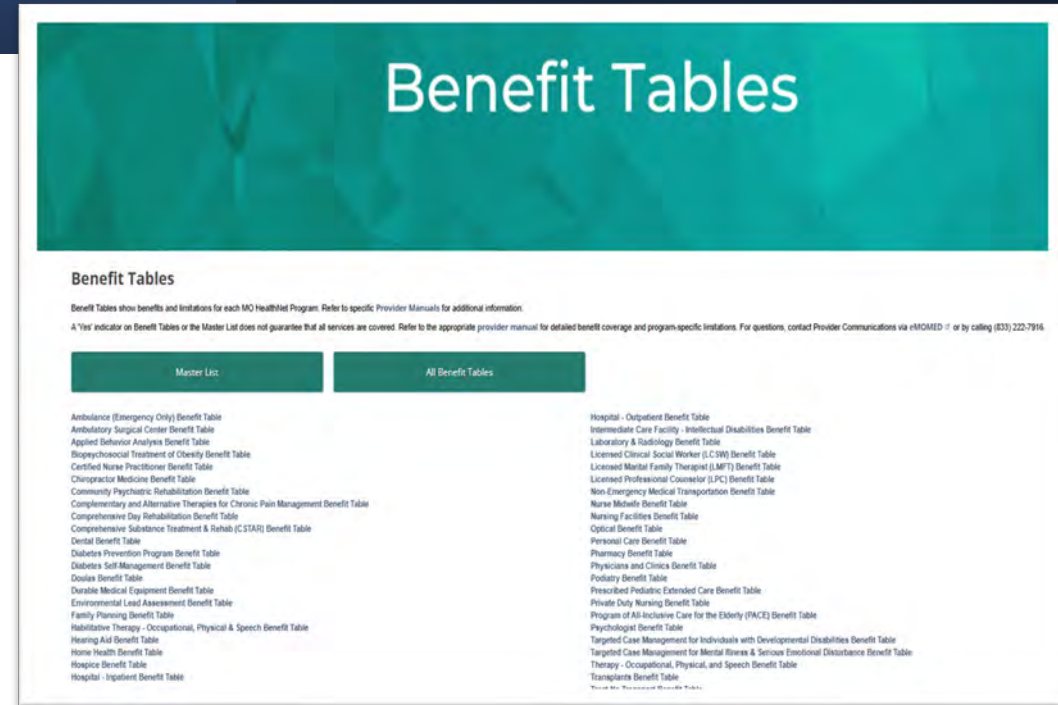 Benefit Tables
Benefit Tables
Benefit Tables show benefits and limitations for each MO HealthNet Program. Refer to specific Provider Manuals for additional information.
A 'Yes' indicator on Benefit Tables or the Master List does not guarantee that all services are covered. Refer to the appropriate provider manual for detailed benefit coverage and program-specific limitations. For questions, contact Provider Communications via eMOMED or by calling (833) 222-7916.
Master List
All Benefit Tables
Ambulance (Emergency Only) Benefit Table
Ambulatory Surgical Center Benefit Table
Applied Behavior Analysis Benefit Table
Biopsychosocial Treatment of Obesity Benefit Table
Certified Nurse Practitioner Benefit Table
Chiropractor Medicine Benefit Table
Community Psychiatric Rehabilitation Benefit Table
Complementary and Alternative Therapies for Chronic Pain Management Benefit Table
Comprehensive Day Rehabilitation Benefit Table
Comprehensive Substance Treatment & Rehab (CSTAR) Benefit Table
Dental Benefit Table
Diabetes Prevention Program Benefit Table
Diabetes Self-Management Benefit Table
Doulas Benefit Table
Durable Medical Equipment Benefit Table
Environmental Lead Assessment Benefit Table
Family Planning Benefit Table
Habilitative Therapy - Occupational, Physical & Speech Benefit Table
Hearing Aid Benefit Table
Home Health Benefit Table
Hospice Benefit Table
Hospital - Inpatient Benefit Table
Hospital - Outpatient Benefit Table
Intermediate Care Facility - Intellectual Disabilities Benefit Table
Laboratory & Radiology Benefit Table
Licensed Clinical Social Worker (LCSW) Benefit Table
Licensed Marital Family Therapist (LMFT) Benefit Table
Licensed Professional Counselor (LPC) Benefit Table
Non-Emergency Medical Transportation Benefit Table
Nurse Midwife Benefit Table
Nursing Facilities Benefit Table
Optical Benefit Table
Personal Care Benefit Table
Pharmacy Benefit Table
Physicians and Clinics Benefit Table
Podiatry Benefit Table
Prescribed Pediatric Extended Care Benefit Table
Private Duty Nursing Benefit Table
Program of All-Inclusive Care for the Elderly (PACE) Benefit Table
Psychologist Benefit Table
Targeted Case Management for Individuals with Developmental Disabilities Benefit Table
Targeted Case Management for Mental Illness & Serious Emotional Disturbance Benefit Table
Therapy - Occupational, Physical, and Speech Benefit Table
Transplants Benefit Table